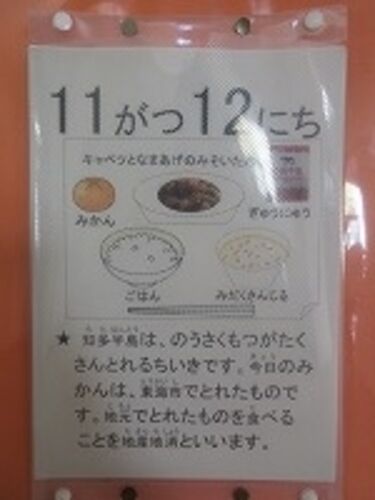 11がつ12にち
キャベツとなまあげのみそいため
みかん
ぎゅうにゅう
ごはん
みだくさんじる
★ 知多半島は、のうさくもつがたく
さんとれるちいきです。今日のみ
かんは、東海市でとれたもので
す。地元でとれたものを食べる
ことを地産地消といいます。